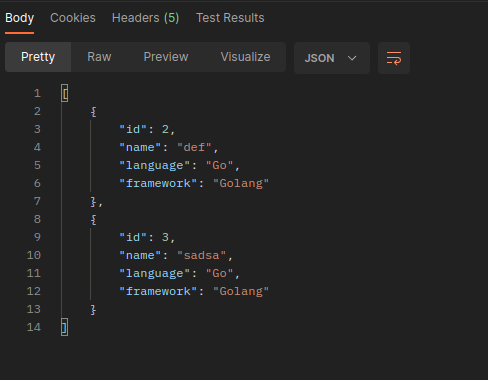 Body Cookies Headers (5) Test Results
Pretty Raw Preview Visualize JSON
1 [
2 {
3 "id": 2,
4 "name": "def",
5 "language": "Go",
6 "framework": "Golang"
7 },
8 {
9 "id": 3,
10 "name": "sadsa",
11 "language": "Go",
12 "framework": "Golang"
13 }
14 ]